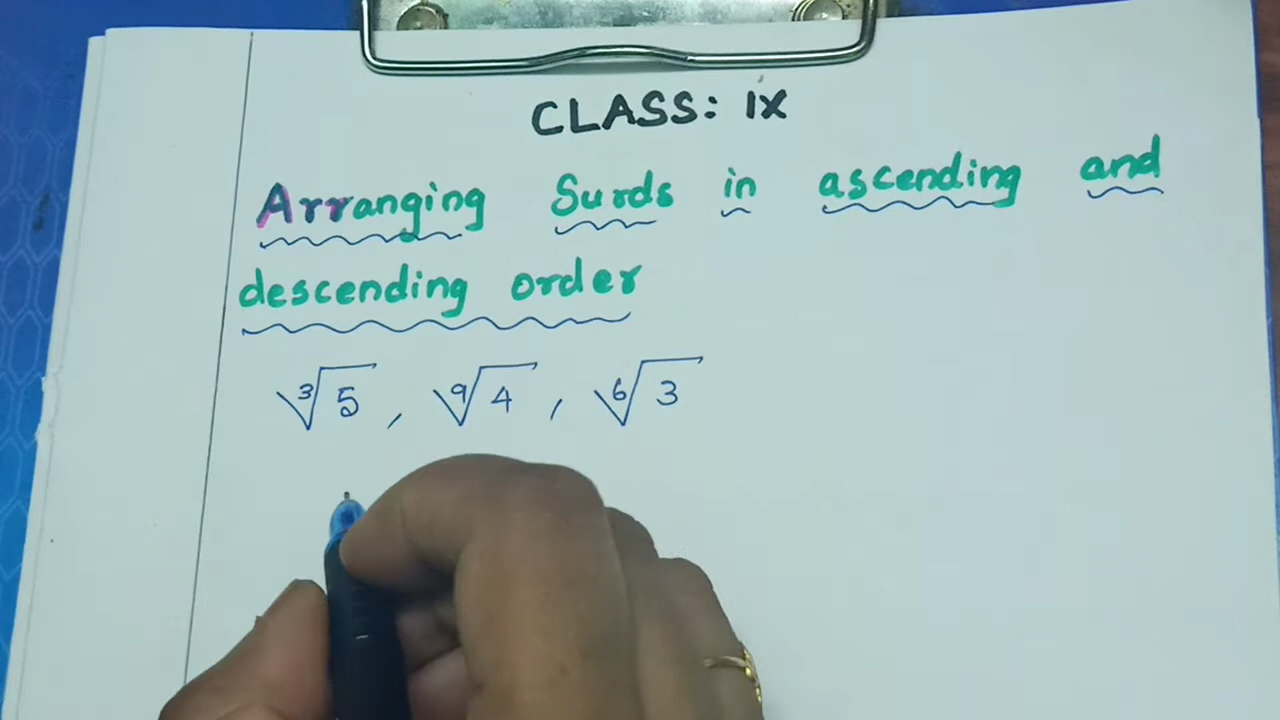 CLASS: IX
Arranging Surds in ascending and
descending order
∛5 , ⁹√4 , ⁶√3